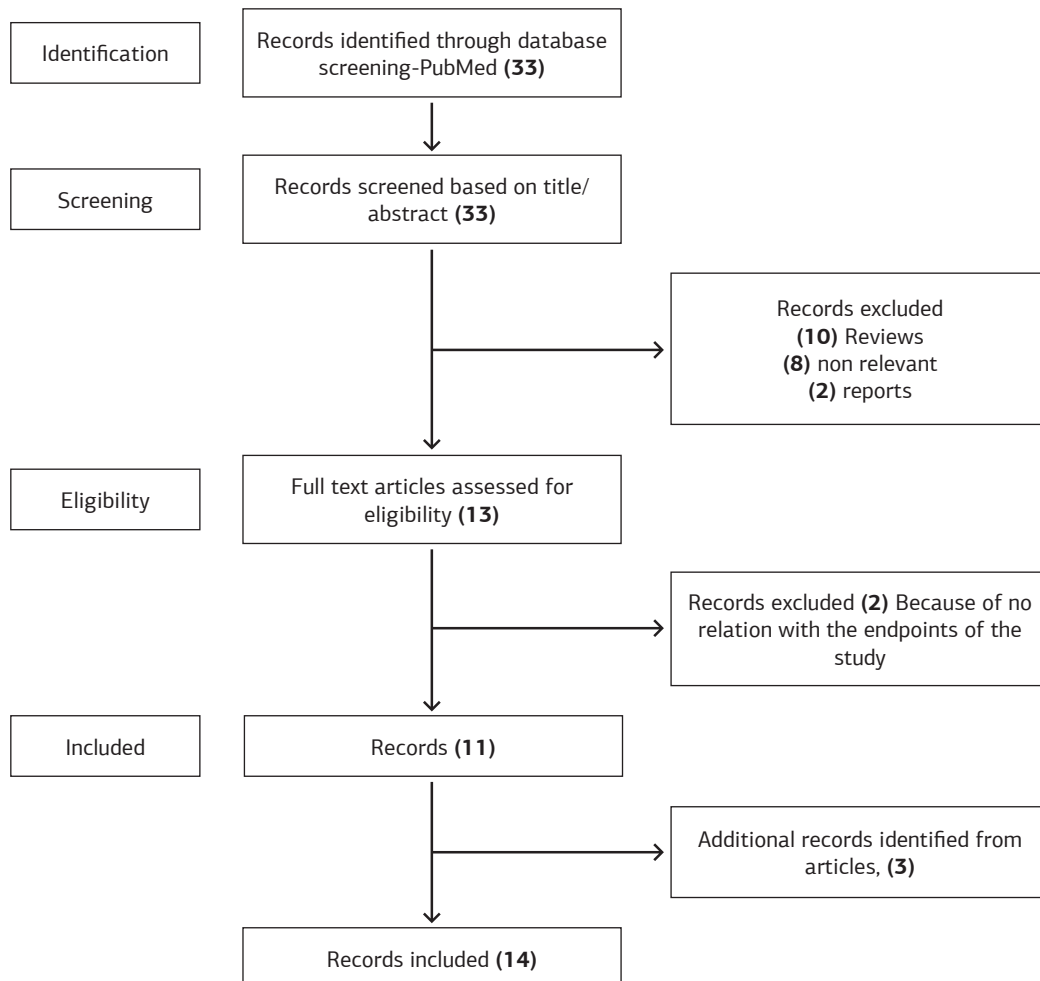 Identification
Records identified through database
screening-PubMed (33)
Screening
Records screened based on title/
abstract (33)
Records excluded
(10) Reviews
(8) non relevant
(2) reports
Eligibility
Full text articles assessed for
eligibility (13)
Records excluded (2) Because of no
relation with the endpoints of the
study
Included
Records (11)
Additional records identified from
articles, (3)
Records included (14)